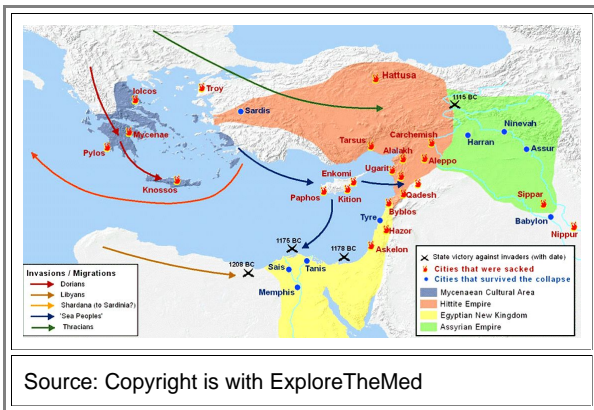 Hattusa
1115 BC
Iolcos
Troy
Sardis
Ninevah
Mycenae
Harran
Assur
Pylos
Tarsus
Carchemish
Alalakh
Aleppo
Enkomi
Ugarit
Knossos
Paphos
Kition
Qadesh
Sippar
Byblos
Tyre
Babylon
Hazor
Nippur
1175 BC
1178 BC
Askelon
1208 BC
Sais
Tanis
Memphis
Invasions / Migrations
Dorians
Libyans
Shardana (to Sardinia?)
'Sea Peoples'
Thracians
State victory against invaders (with date)
Cities that were sacked
Cities that survived the collapse
Mycenaean Cultural Area
Hittite Empire
Egyptian New Kingdom
Assyrian Empire
Source: Copyright is with ExploreTheMed